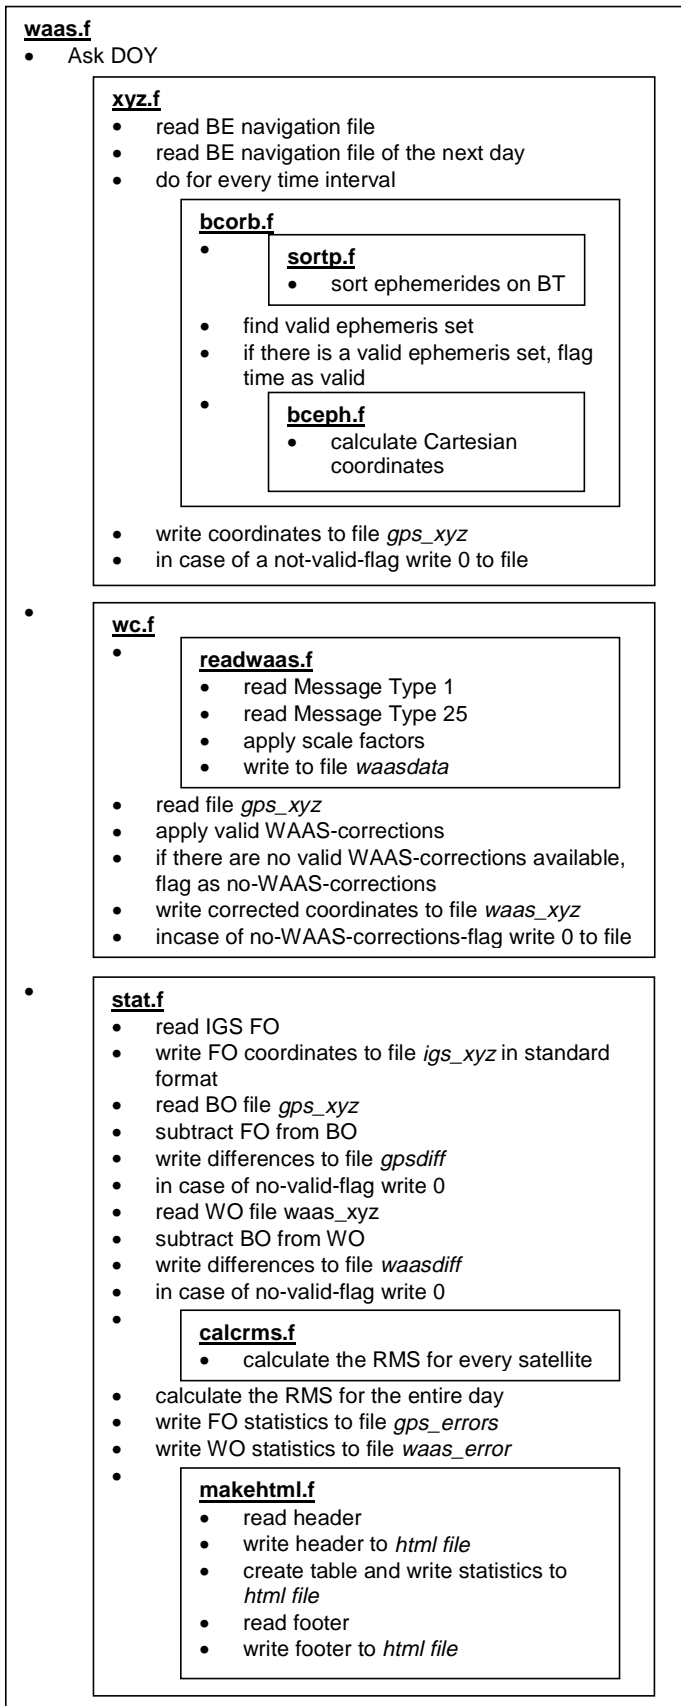 waas.f
• Ask DOY
xyz.f
• read BE navigation file
• read BE navigation file of the next day
• do for every time interval
bcorb.f
•
sortp.f
• sort ephemerides on BT
• find valid ephemeris set
• if there is a valid ephemeris set, flag
time as valid
•
bceph.f
• calculate Cartesian
coordinates
• write coordinates to file gps_xyz
• in case of a not-valid-flag write 0 to file
•
wc.f
•
readwaas.f
• read Message Type 1
• read Message Type 25
• apply scale factors
• write to file waasdata
• read file gps_xyz
• apply valid WAAS-corrections
• if there are no valid WAAS-corrections available,
flag as no-WAAS-corrections
• write corrected coordinates to file waas_xyz
• incase of no-WAAS-corrections-flag write 0 to file
•
stat.f
• read IGS FO
• write FO coordinates to file igs_xyz in standard
format
• read BO file gps_xyz
• subtract FO from BO
• write differences to file gpsdiff
• in case of no-valid-flag write 0
• read WO file waas_xyz
• subtract BO from WO
• write differences to file waasdiff
• in case of no-valid-flag write 0
•
calcrms.f
• calculate the RMS for every satellite
• calculate the RMS for the entire day
• write FO statistics to file gps_errors
• write WO statistics to file waas_error
•
makehtml.f
• read header
• write header to html file
• create table and write statistics to
html file
• read footer
• write footer to html file